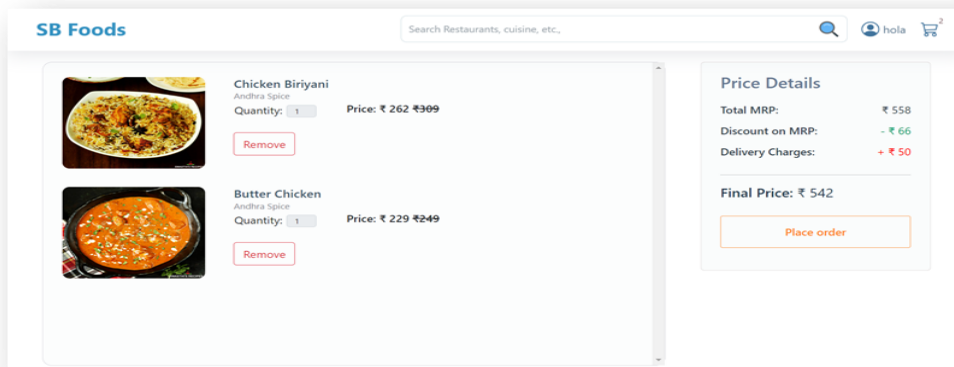 SB Foods
Search Restaurants, cuisine, etc.,
hola
2
Chicken Biriyani
Andhra Spice
Quantity: 1
Price: ₹ 262 ₹309
Remove
Butter Chicken
Andhra Spice
Quantity: 1
Price: ₹ 229 ₹249
Remove
Price Details
Total MRP: ₹ 558
Discount on MRP: - ₹ 66
Delivery Charges: + ₹ 50
Final Price: ₹ 542
Place order